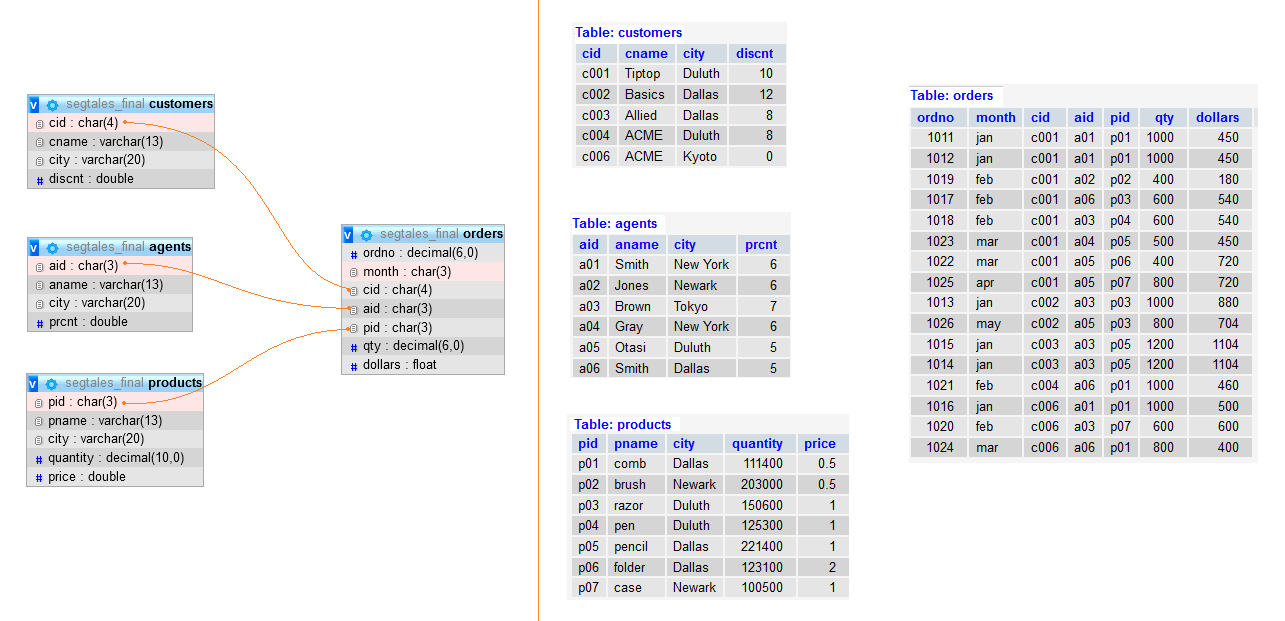 v segtales_final customers
cid : char(4)
cname : varchar(13)
city : varchar(20)
# discnt : double
v segtales_final agents
aid : char(3)
aname : varchar(13)
city : varchar(20)
# prcnt : double
v segtales_final products
pid : char(3)
pname : varchar(13)
city : varchar(20)
# quantity : decimal(10,0)
# price : double
v segtales_final orders
# ordno : decimal(6,0)
month : char(3)
cid : char(4)
aid : char(3)
pid : char(3)
# qty : decimal(6,0)
# dollars : float
Table: customers
cid cname city discnt
c001 Tiptop Duluth 10
c002 Basics Dallas 12
c003 Allied Dallas 8
c004 ACME Duluth 8
c006 ACME Kyoto 0
Table: agents
aid aname city prcnt
a01 Smith New York 6
a02 Jones Newark 6
a03 Brown Tokyo 7
a04 Gray New York 6
a05 Otasi Duluth 5
a06 Smith Dallas 5
Table: products
pid pname city quantity price
p01 comb Dallas 111400 0.5
p02 brush Newark 203000 0.5
p03 razor Duluth 150600 1
p04 pen Duluth 125300 1
p05 pencil Dallas 221400 1
p06 folder Dallas 123100 2
p07 case Newark 100500 1
Table: orders
ordno month cid aid pid qty dollars
1011 jan c001 a01 p01 1000 450
1012 jan c001 a01 p01 1000 450
1019 feb c001 a02 p02 400 180
1017 feb c001 a06 p03 600 540
1018 feb c001 a03 p04 600 540
1023 mar c001 a04 p05 500 450
1022 mar c001 a05 p06 400 720
1025 apr c001 a05 p07 800 720
1013 jan c002 a03 p03 1000 880
1026 may c002 a05 p03 800 704
1015 jan c003 a03 p05 1200 1104
1014 jan c003 a03 p05 1200 1104
1021 feb c004 a06 p01 1000 460
1016 jan c006 a01 p01 1000 500
1020 feb c006 a03 p07 600 600
1024 mar c006 a06 p01 800 400